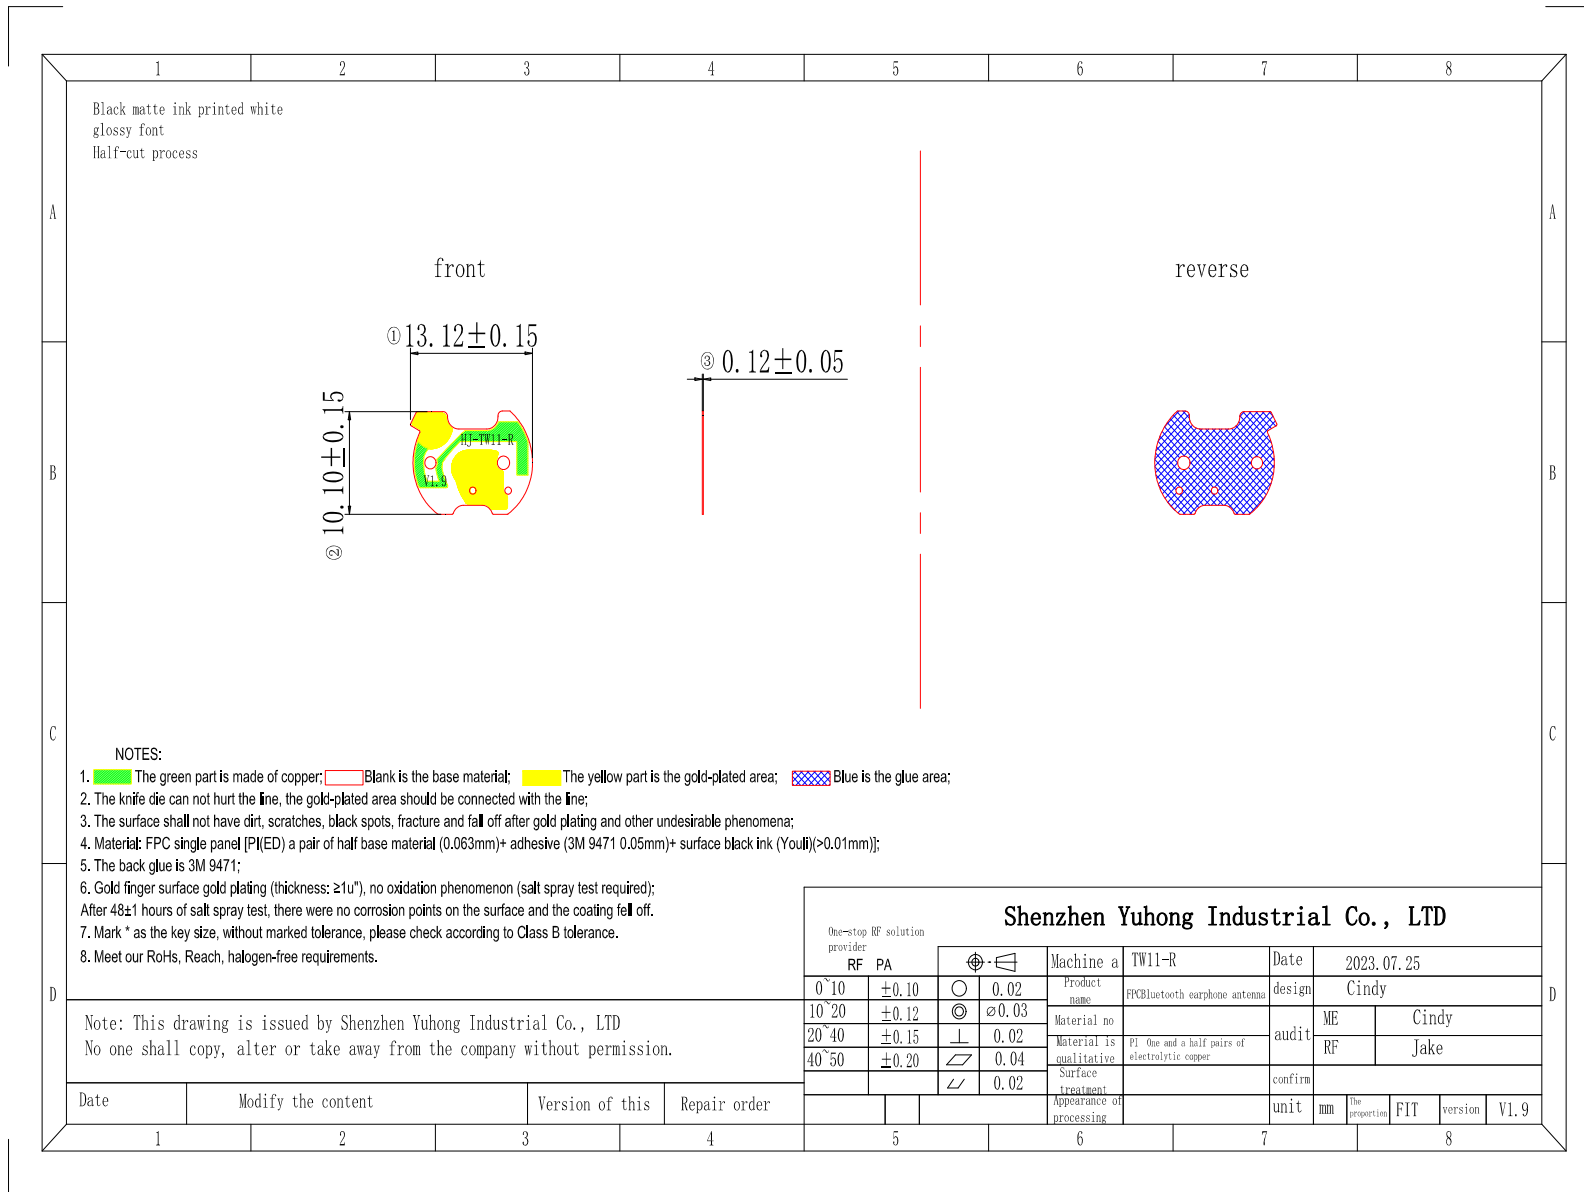 1 2 3 4 5 6 7 8
Black matte ink printed white
glossy font
Half-cut process
A A
front reverse
① 13.12±0.15
③ 0.12±0.05
② 10.10±0.15
HJ-TW11-R
V1.9
B B
C C
NOTES:
1. The green part is made of copper; Blank is the base material; The yellow part is the gold-plated area; Blue is the glue area;
2. The knife die can not hurt the line, the gold-plated area should be connected with the line;
3. The surface shall not have dirt, scratches, black spots, fracture and fall off after gold plating and other undesirable phenomena;
4. Material: FPC single panel [PI(ED) a pair of half base material (0.063mm)+ adhesive (3M 9471 0.05mm)+ surface black ink (Youli)(>0.01mm)];
5. The back glue is 3M 9471;
6. Gold finger surface gold plating (thickness: ≥1u"), no oxidation phenomenon (salt spray test required);
After 48±1 hours of salt spray test, there were no corrosion points on the surface and the coating fell off.
7. Mark * as the key size, without marked tolerance, please check according to Class B tolerance.
8. Meet our RoHs, Reach, halogen-free requirements.
D D
Note: This drawing is issued by Shenzhen Yuhong Industrial Co., LTD
No one shall copy, alter or take away from the company without permission.
Date Modify the content Version of this Repair order
Shenzhen Yuhong Industrial Co., LTD
One-stop RF solution
provider
RF PA
0~10 ±0.10 0.02
10~20 ±0.12 ⌀0.03
20~40 ±0.15 0.02
40~50 ±0.20 0.04
0.02
Machine a TW11-R Date 2023.07.25
Product
name
FPCBluetooth earphone antenna design Cindy
Material no audit ME Cindy
Material is
qualitative
PI One and a half pairs of
electrolytic copper
RF Jake
Surface
treatment
confirm
Appearance of
processing
unit mm The
proportion
FIT version V1.9
1 2 3 4 5 6 7 8